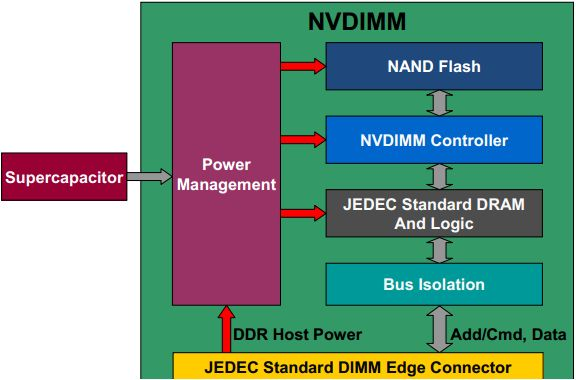 NVDIMM
NAND Flash
NVDIMM Controller
Supercapacitor
Power
Management
JEDEC Standard DRAM
And Logic
Bus Isolation
DDR Host Power
Add/Cmd, Data
JEDEC Standard DIMM Edge Connector